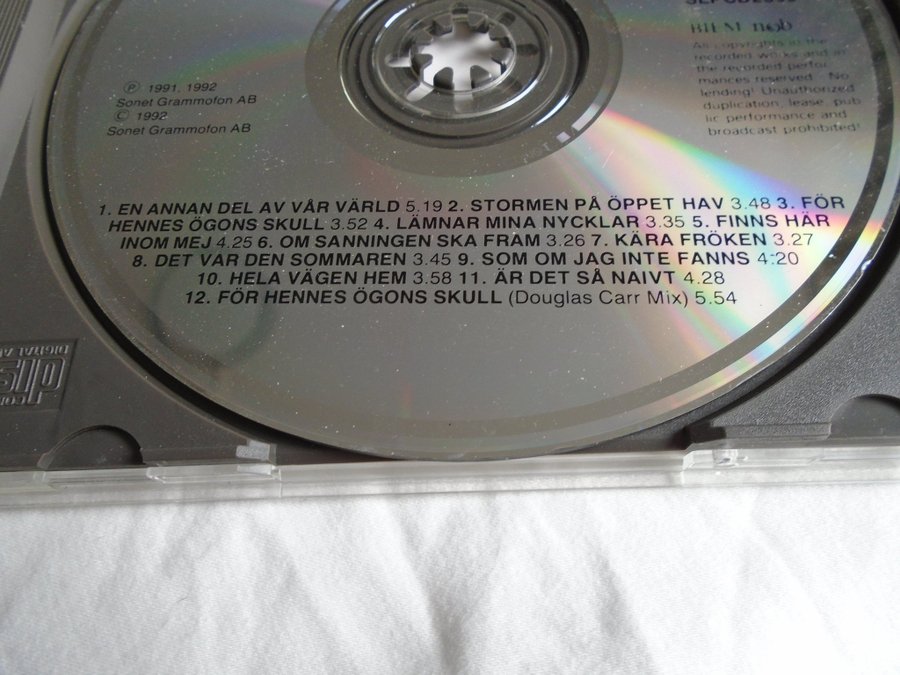 BIEM ncb
All copyrights in the
recorded works and in
the recorded perfor-
mances reserved. No
lending! Unauthorized
duplication, lease, pub
lic performance and
broadcast prohibited!
℗ 1991, 1992
Sonet Grammofon AB
© 1992
Sonet Grammofon AB
1. EN ANNAN DEL AV VÅR VÄRLD 5.19 2. STORMEN PÅ ÖPPET HAV 3.48 3. FÖR
HENNES ÖGONS SKULL 3.52 4. LÄMNAR MINA NYCKLAR 3.35 5. FINNS HÄR
INOM MEJ 4.25 6. OM SANNINGEN SKA FRAM 3.26 7. KÄRA FRÖKEN 3.27
8. DET VAR DEN SOMMAREN 3.45 9. SOM OM JAG INTE FANNS 4:20
10. HELA VÄGEN HEM 3.58 11. ÄR DET SÅ NAIVT 4.28
12. FÖR HENNES ÖGONS SKULL (Douglas Carr Mix) 5.54
DIGITAL